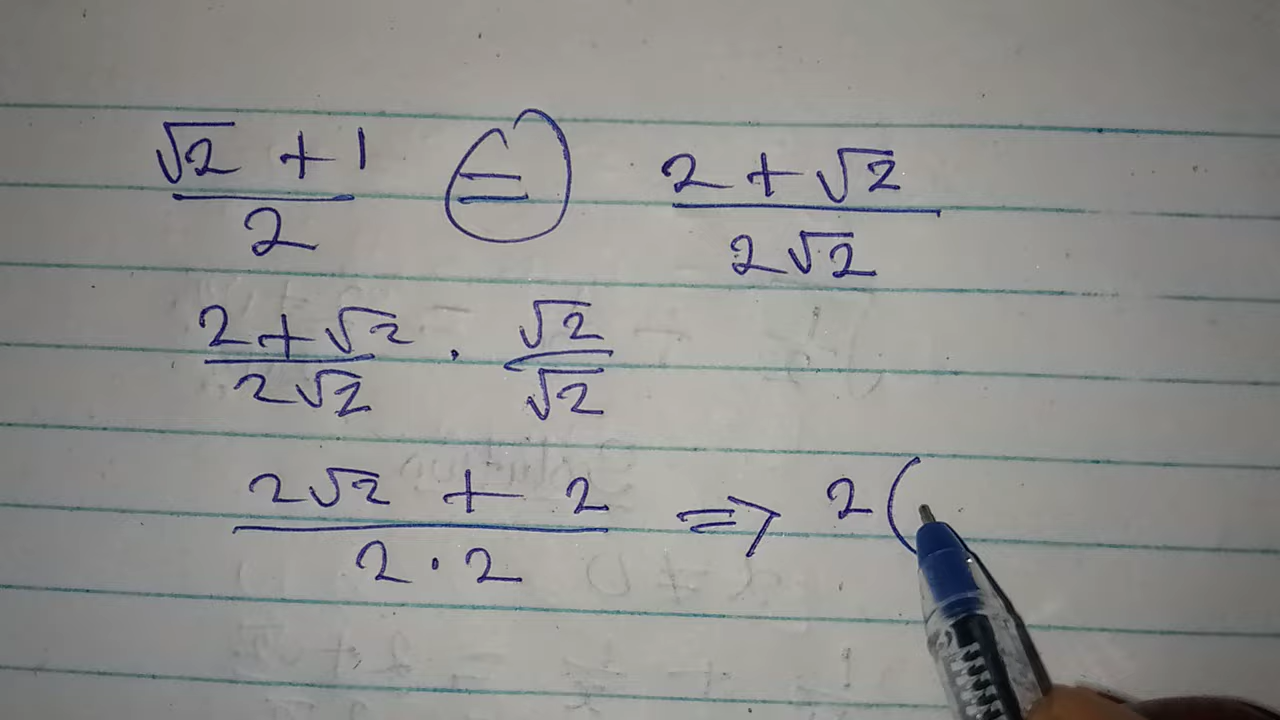 (√2 + 1)/2 = (2 + √2)/(2√2)
(2 + √2)/(2√2) · √2/√2
(2√2 + 2)/(2 · 2) ⇒ 2(